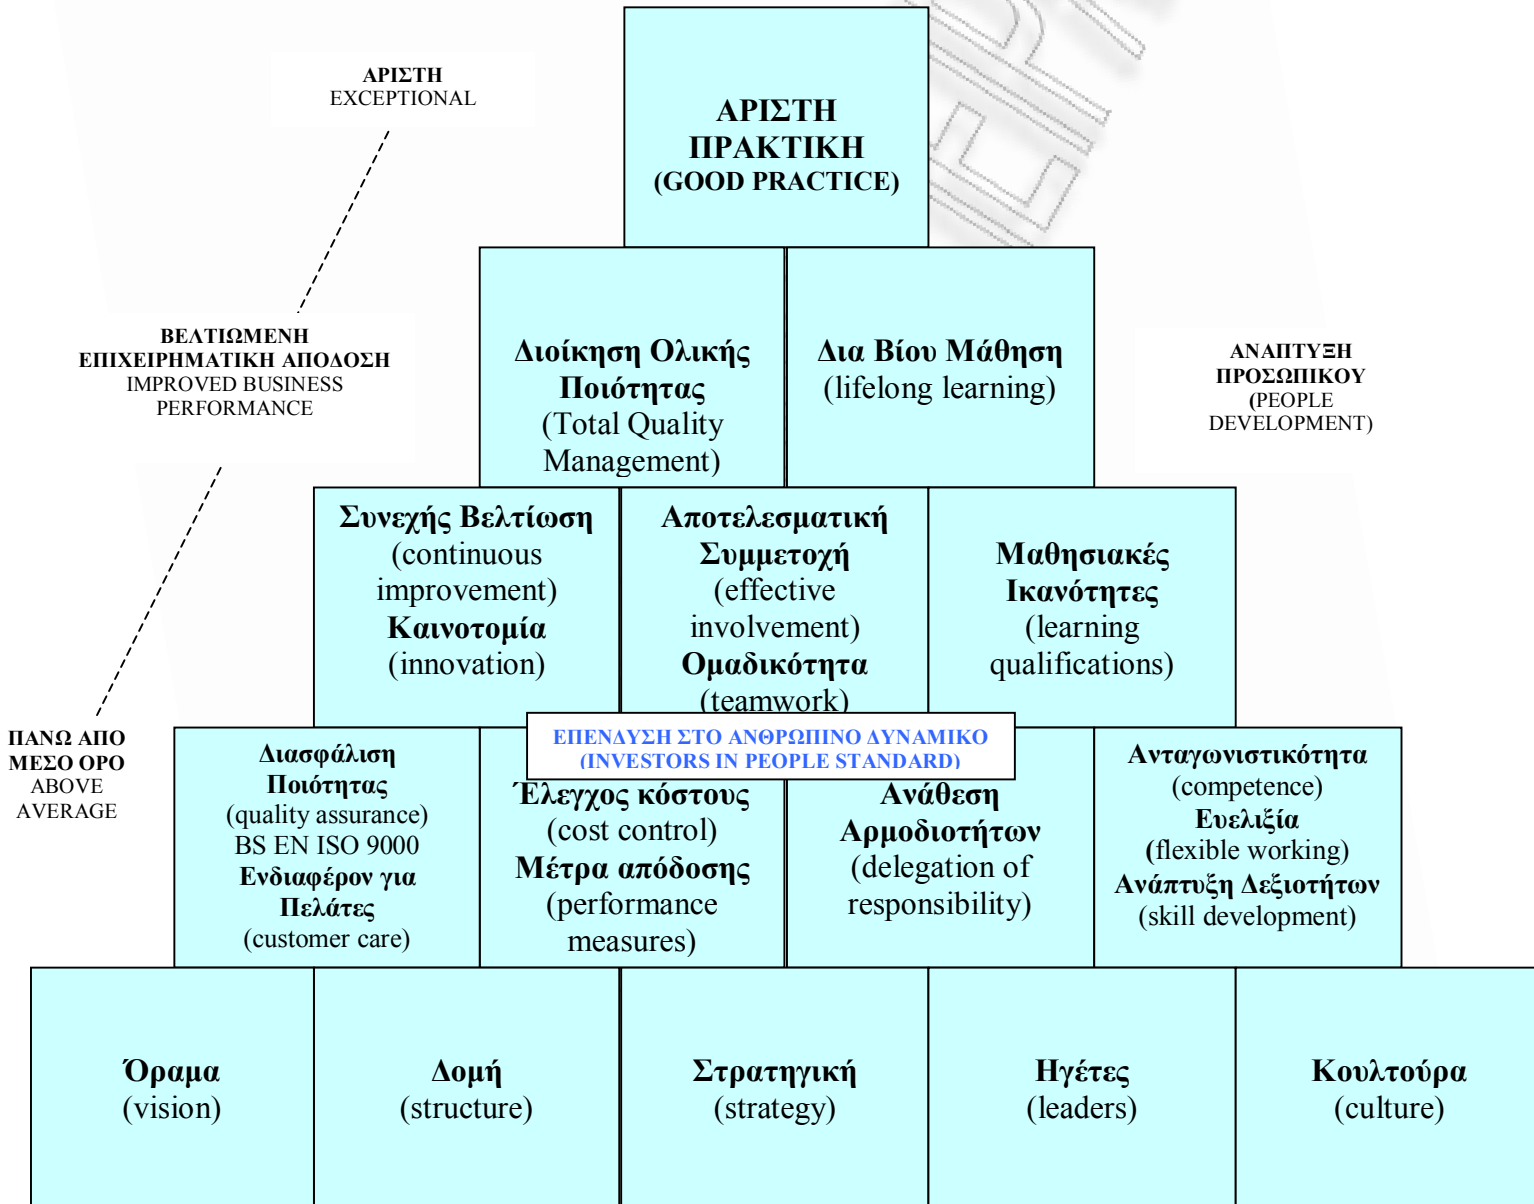 ΑΡΙΣΤΗ
EXCEPTIONAL
ΑΡΙΣΤΗ
ΠΡΑΚΤΙΚΗ
(GOOD PRACTICE)
ΒΕΛΤΙΩΜΕΝΗ
ΕΠΙΧΕΙΡΗΜΑΤΙΚΗ ΑΠΟΔΟΣΗ
IMPROVED BUSINESS
PERFORMANCE
Διοίκηση Ολικής
Ποιότητας
(Total Quality
Management)
Δια Βίου Μάθηση
(lifelong learning)
ΑΝΑΠΤΥΞΗ
ΠΡΟΣΩΠΙΚΟΥ
(PEOPLE
DEVELOPMENT)
Συνεχής Βελτίωση
(continuous
improvement)
Καινοτομία
(innovation)
Αποτελεσματική
Συμμετοχή
(effective
involvement)
Ομαδικότητα
(teamwork)
Μαθησιακές
Ικανότητες
(learning
qualifications)
ΠΑΝΩ ΑΠΟ
ΜΕΣΟ ΟΡΟ
ABOVE
AVERAGE
ΕΠΕΝΔΥΣΗ ΣΤΟ ΑΝΘΡΩΠΙΝΟ ΔΥΝΑΜΙΚΟ
(INVESTORS IN PEOPLE STANDARD)
Διασφάλιση
Ποιότητας
(quality assurance)
BS EN ISO 9000
Ενδιαφέρον για
Πελάτες
(customer care)
Έλεγχος κόστους
(cost control)
Μέτρα απόδοσης
(performance
measures)
Ανάθεση
Αρμοδιοτήτων
(delegation of
responsibility)
Ανταγωνιστικότητα
(competence)
Ευελιξία
(flexible working)
Ανάπτυξη Δεξιοτήτων
(skill development)
Όραμα
(vision)
Δομή
(structure)
Στρατηγική
(strategy)
Ηγέτες
(leaders)
Κουλτούρα
(culture)